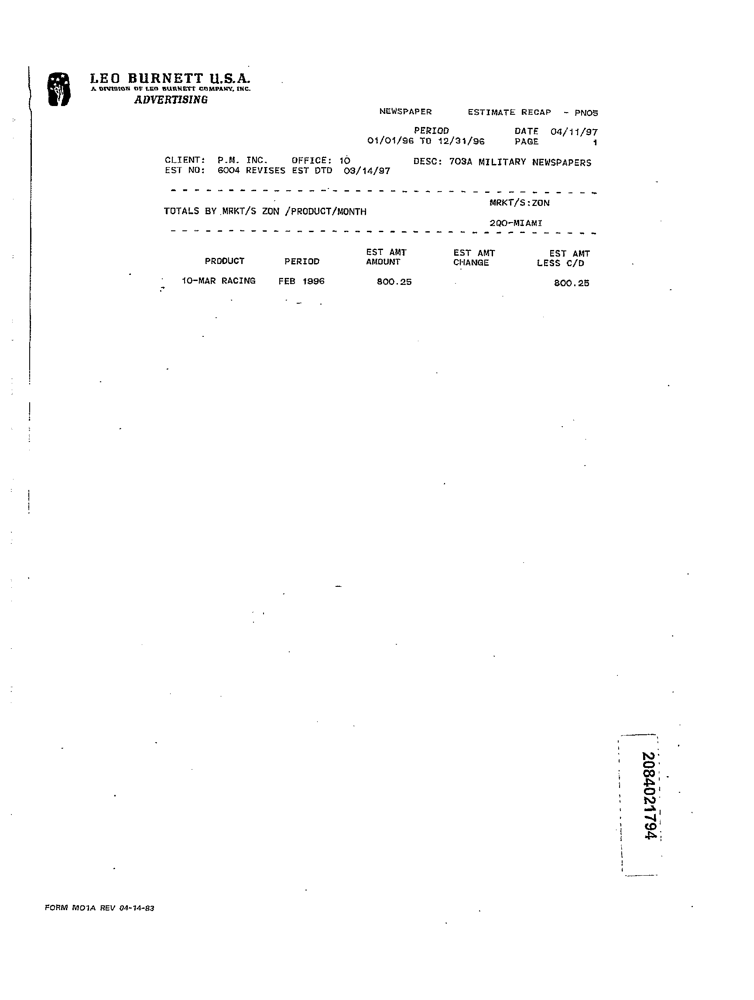 LEO BURNETT U.S.A.
A DIVISION OF LEO BURNETT COMPANY, INC.
ADVERTISING
NEWSPAPER ESTIMATE RECAP - PNO5
PERIOD DATE 04/11/97
01/01/96 TO 12/31/96 PAGE 1
CLIENT: P.M. INC. OFFICE: 10 DESC: 703A MILITARY NEWSPAPERS
EST NO: 6004 REVISES EST DTD 03/14/97
MRKT/S:ZON
TOTALS BY MRKT/S ZON /PRODUCT/MONTH
2QO-MIAMI
EST AMT EST AMT EST AMT
PRODUCT PERIOD AMOUNT CHANGE LESS C/D
10-MAR RACING FEB 1996 800.25 800.25
2084021794
FORM MO1A REV 04-14-83